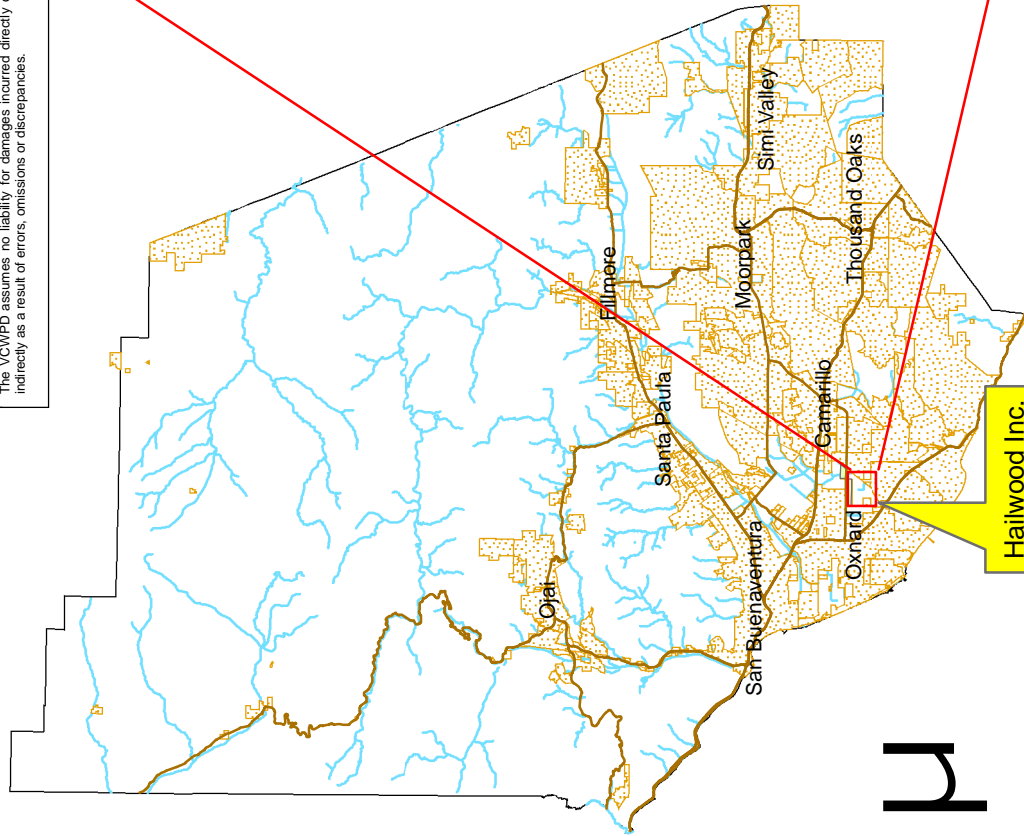 The VCWPD assumes no liability for damages incurred directly
indirectly as a result of errors, omissions or discrepancies.
Ojai
Fillmore
Santa Paula
Simi Valley
Moorpark
Thousand Oaks
San Buenaventura
Camarillo
Oxnard
Hailwood Inc.